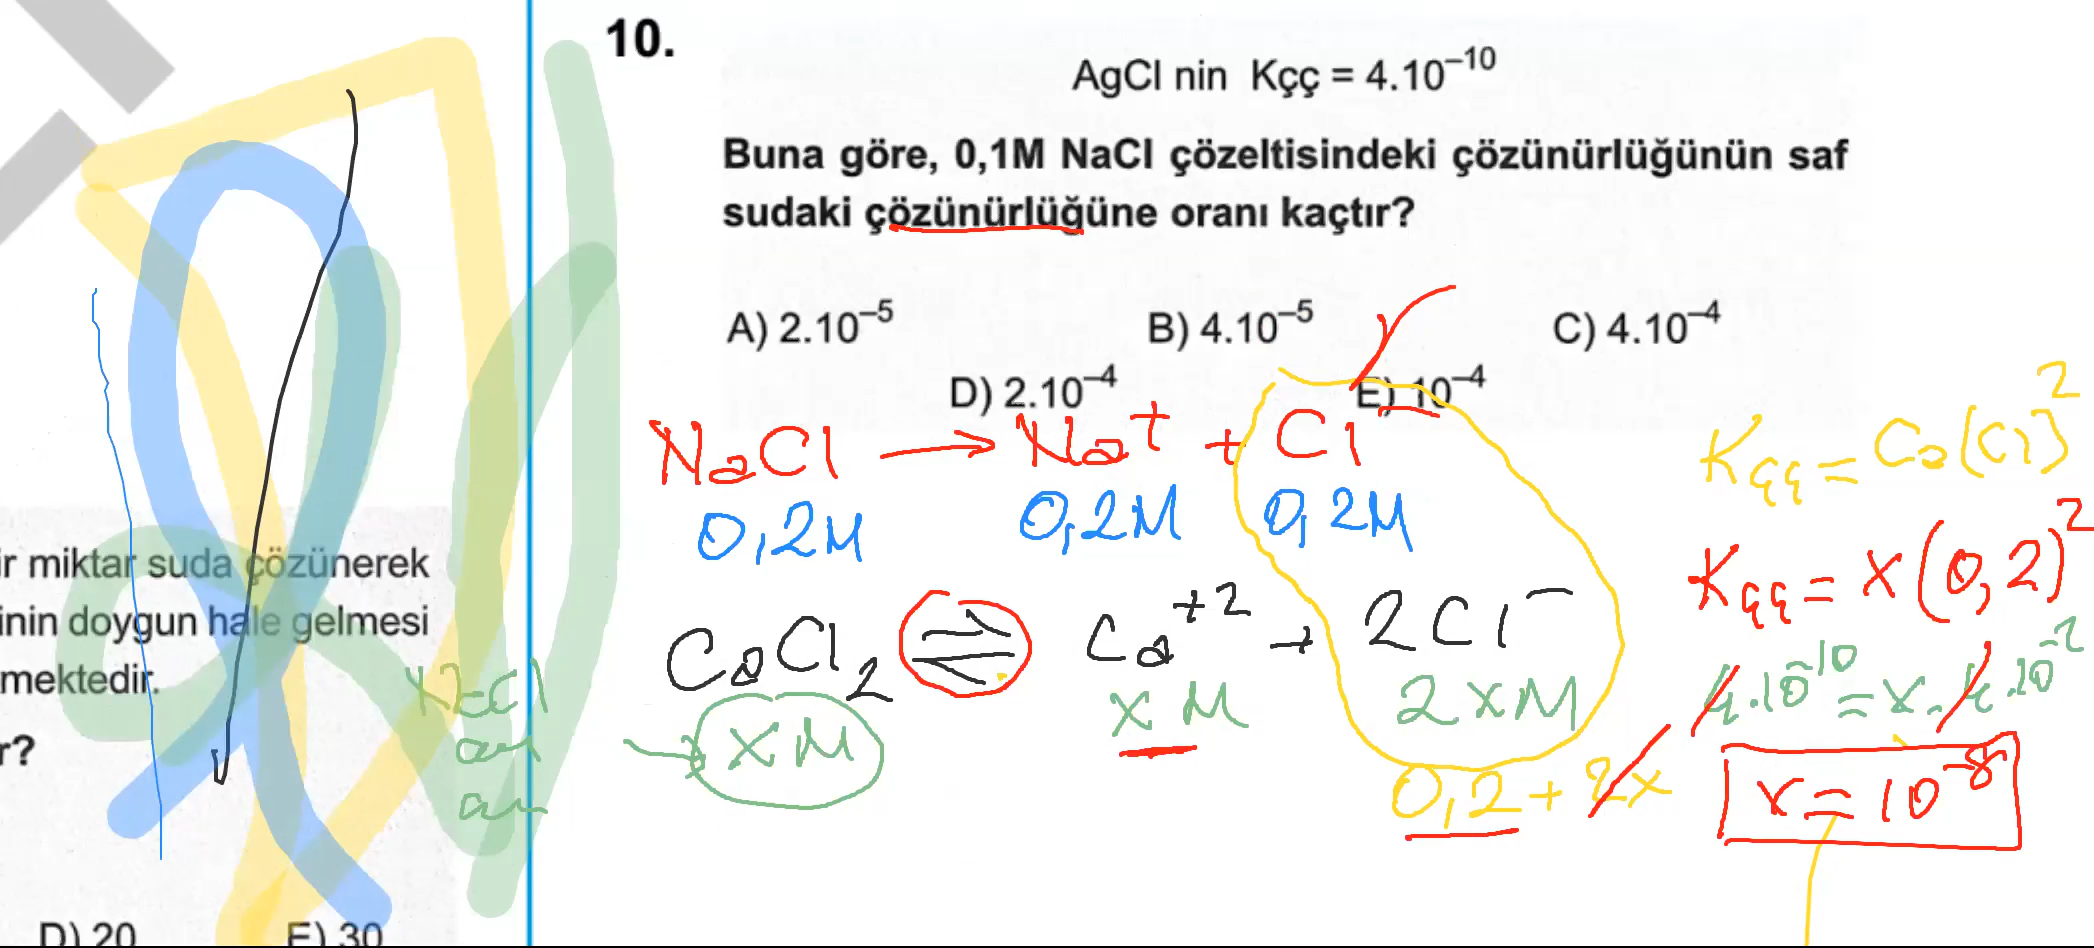 10.
AgCl nin Kçç = 4.10⁻¹⁰
Buna göre, 0,1M NaCl çözeltisindeki çözünürlüğünün saf
sudaki çözünürlüğüne oranı kaçtır?
A) 2.10⁻⁵ B) 4.10⁻⁵ C) 4.10⁻⁴
D) 2.10⁻⁴ E) 10⁻⁴
NaCl → Na⁺ + Cl⁻
0,2M 0,2M 0,2M
CaCl₂ ⇌ Ca⁺² + 2Cl⁻
xM xM 2xM
0,2 + 2x
Kçç = Ca(Cl)²
Kçç = x(0,2)²
4.10⁻¹⁰ = x.4.10⁻²
x = 10⁻⁸
ir miktar suda çözünerek
inin doygun hale gelmesi
mektedir.
r?
D) 20 E) 30